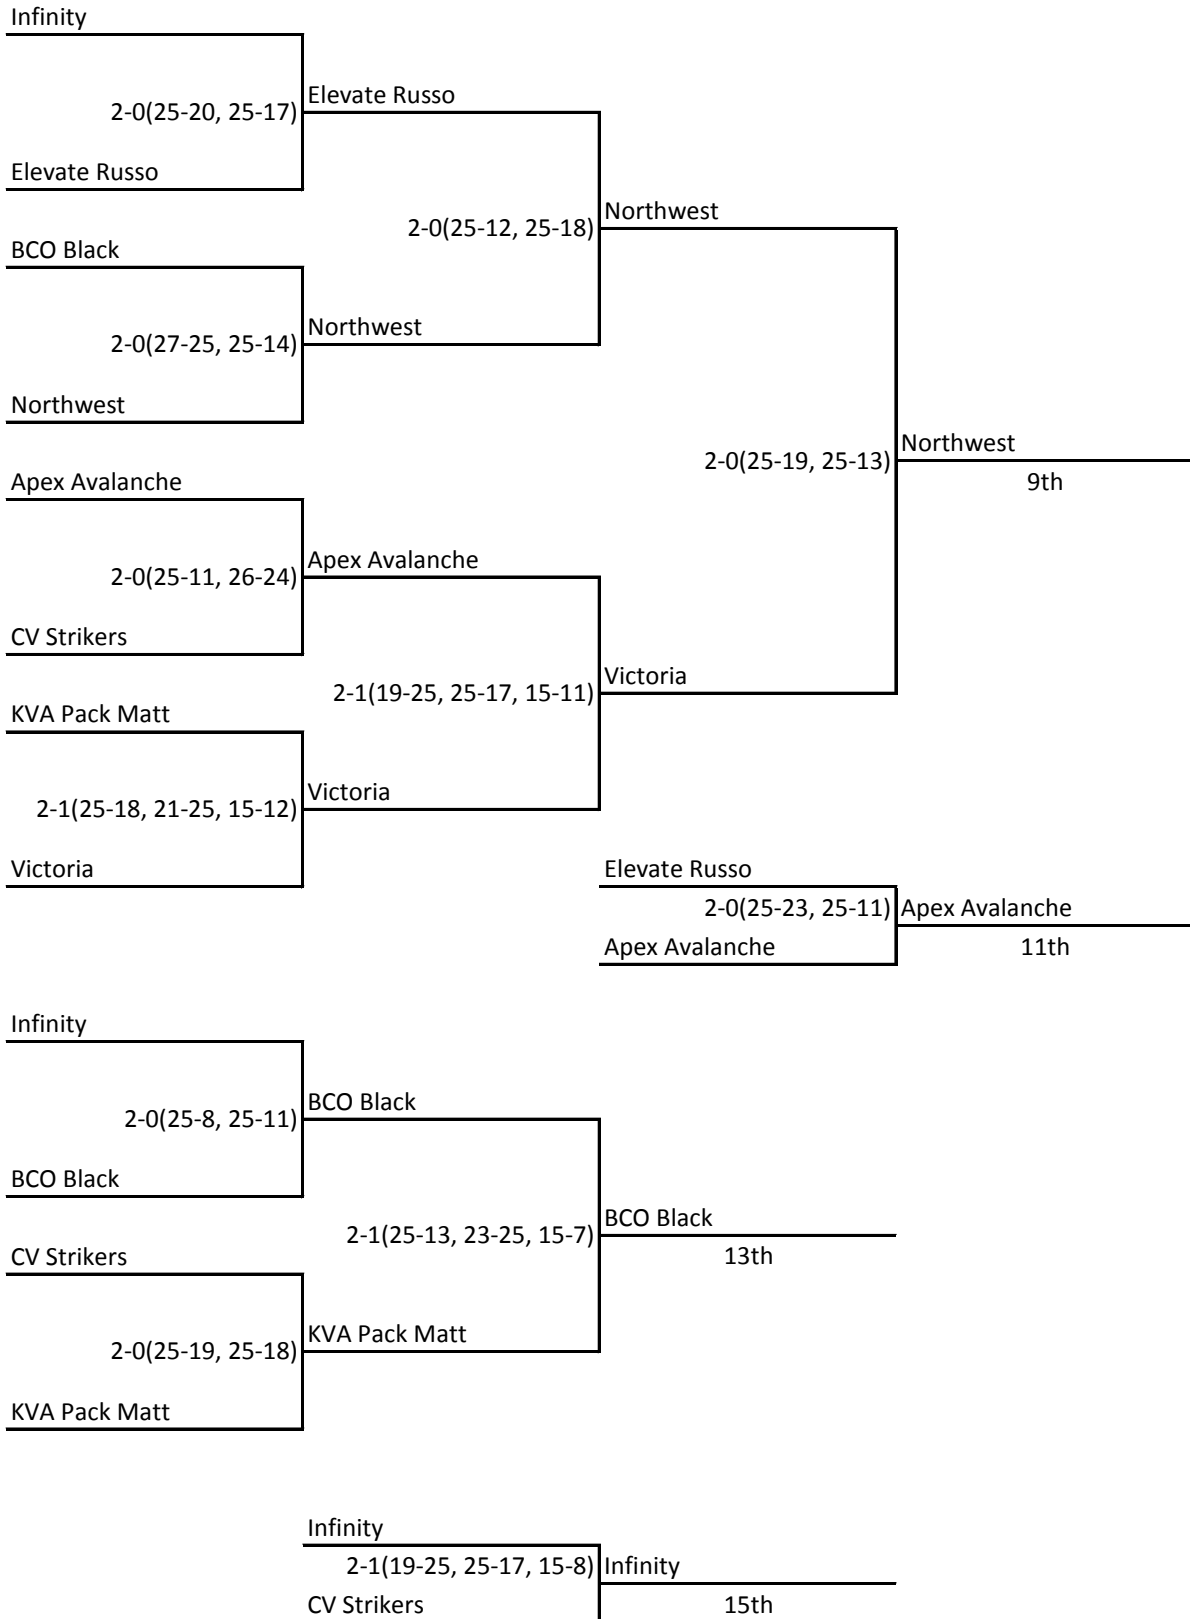 Infinity
Elevate Russo
2-0(25-20, 25-17)
Elevate Russo
Northwest
2-0(25-12, 25-18)
BCO Black
Northwest
2-0(27-25, 25-14)
Northwest
Northwest
2-0(25-19, 25-13)
9th
Apex Avalanche
Apex Avalanche
2-0(25-11, 26-24)
CV Strikers
Victoria
2-1(19-25, 25-17, 15-11)
KVA Pack Matt
Victoria
2-1(25-18, 21-25, 15-12)
Victoria
Elevate Russo
2-0(25-23, 25-11)
Apex Avalanche
Apex Avalanche
11th
Infinity
BCO Black
2-0(25-8, 25-11)
BCO Black
BCO Black
2-1(25-13, 23-25, 15-7)
13th
CV Strikers
KVA Pack Matt
2-0(25-19, 25-18)
KVA Pack Matt
Infinity
2-1(19-25, 25-17, 15-8)
Infinity
CV Strikers
15th